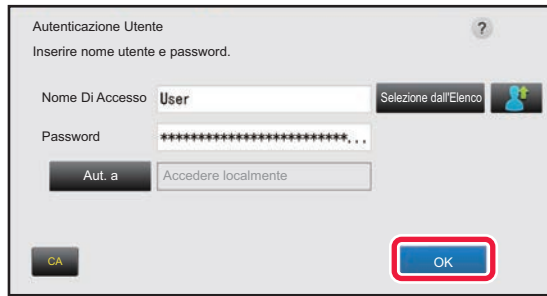 Autenticazione Utente
?
Inserire nome utente e password.
Nome Di Accesso User Selezione dall'Elenco
Password **************************...
Aut. a Accedere localmente
CA OK